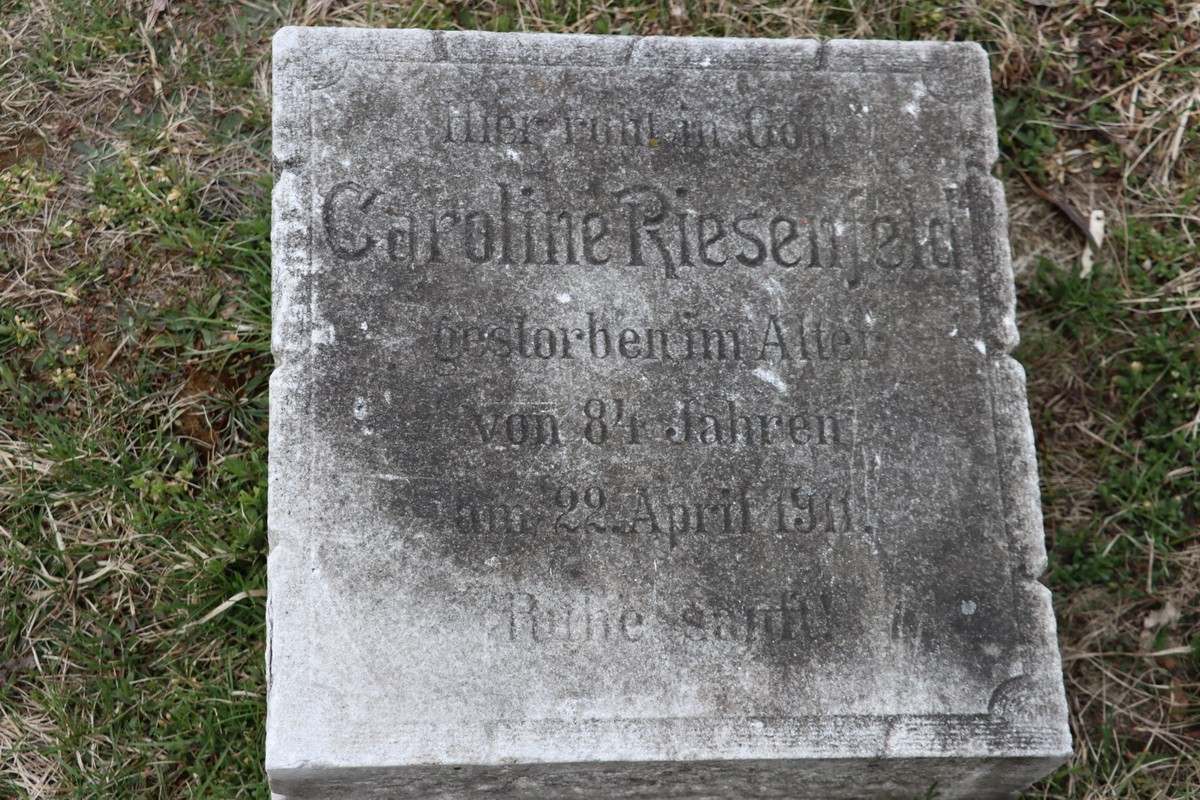 Hier ruht in Gott
Caroline Riesenfeld
gestorben im Alter
von 84 Jahren
am 22. April 1911.
Ruhe sanft!